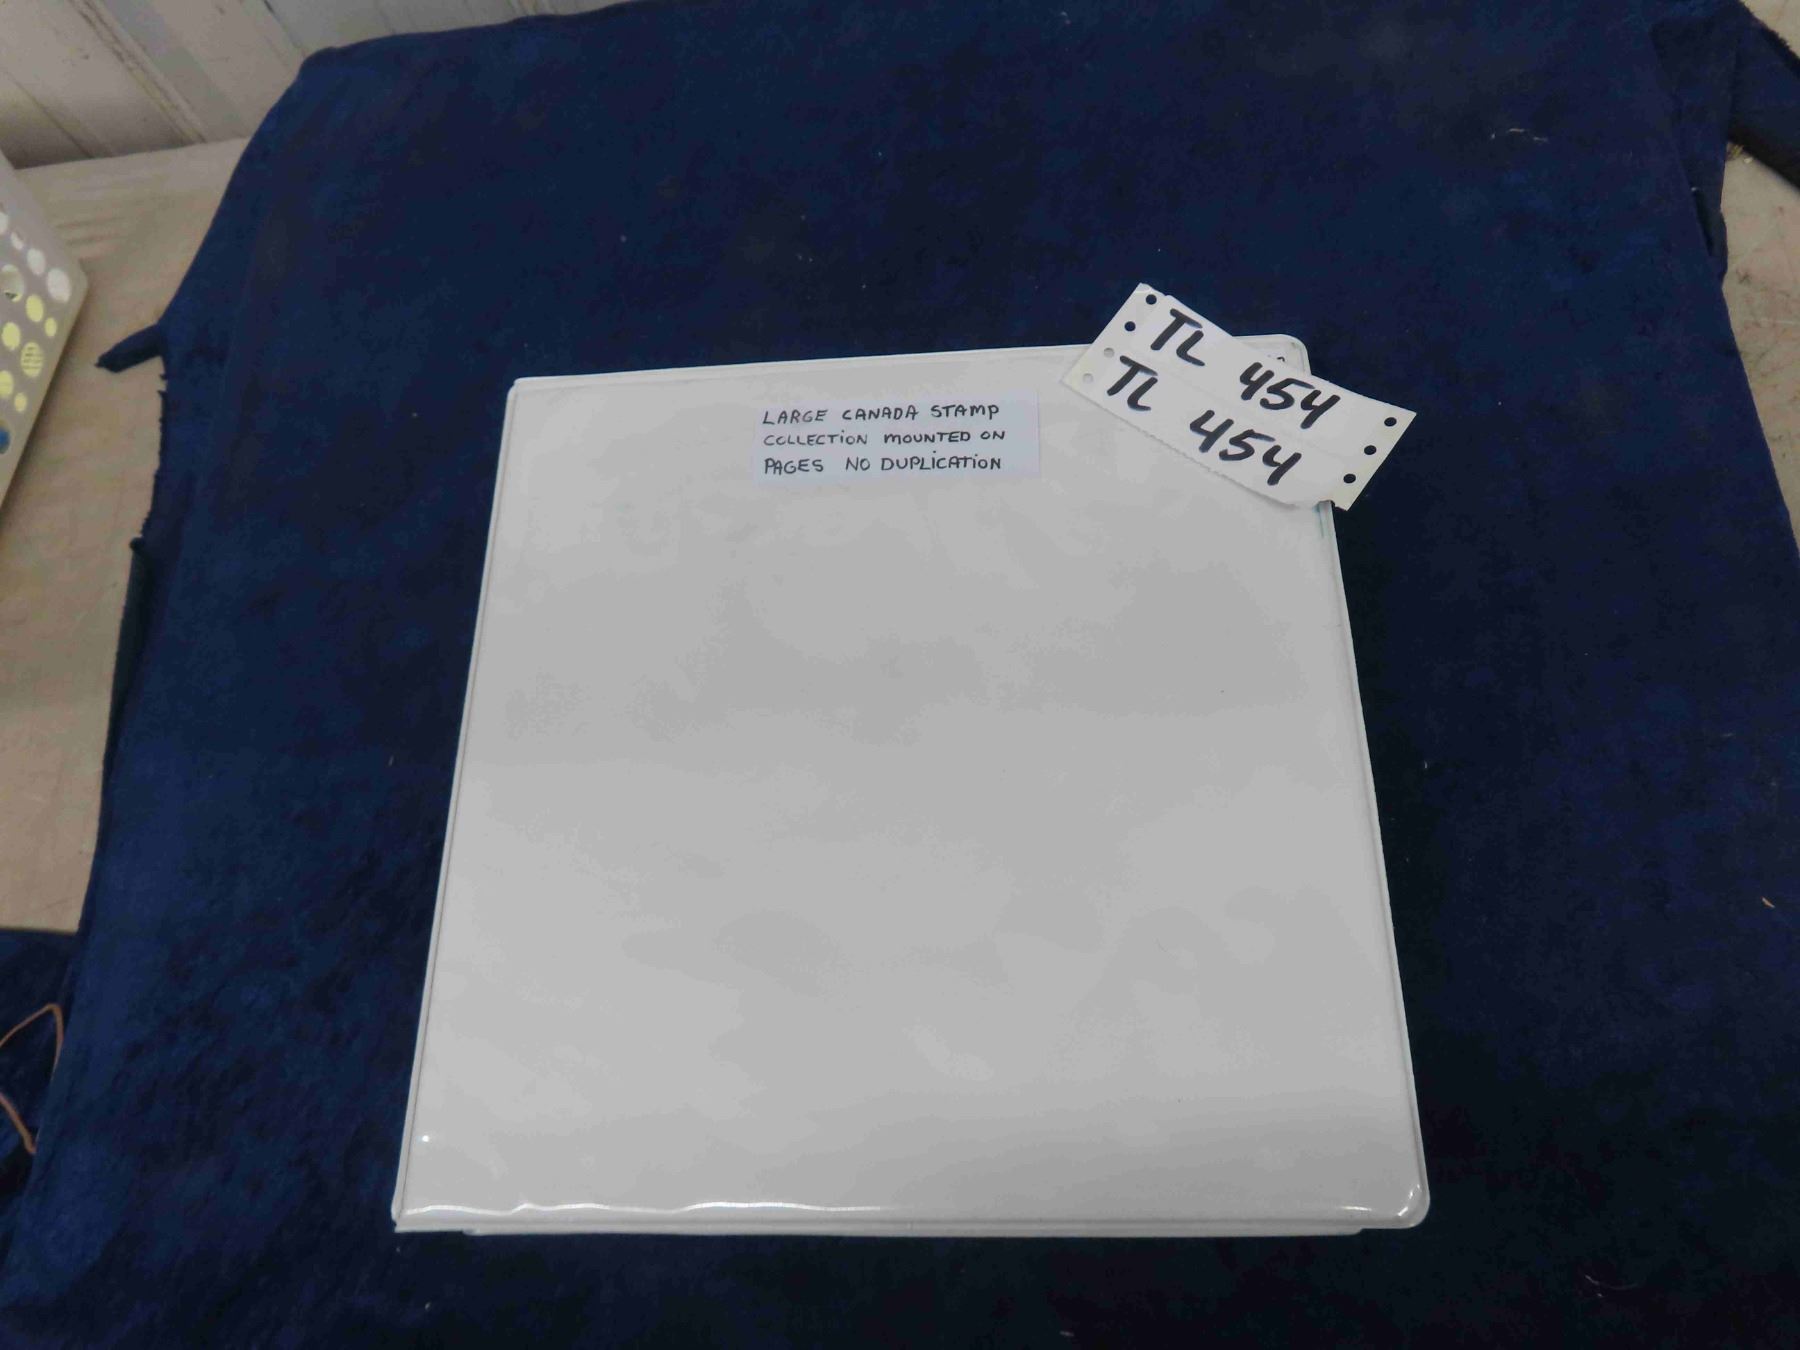 LARGE CANADA STAMP
COLLECTION MOUNTED ON
PAGES NO DUPLICATION
TL 454
TL 454